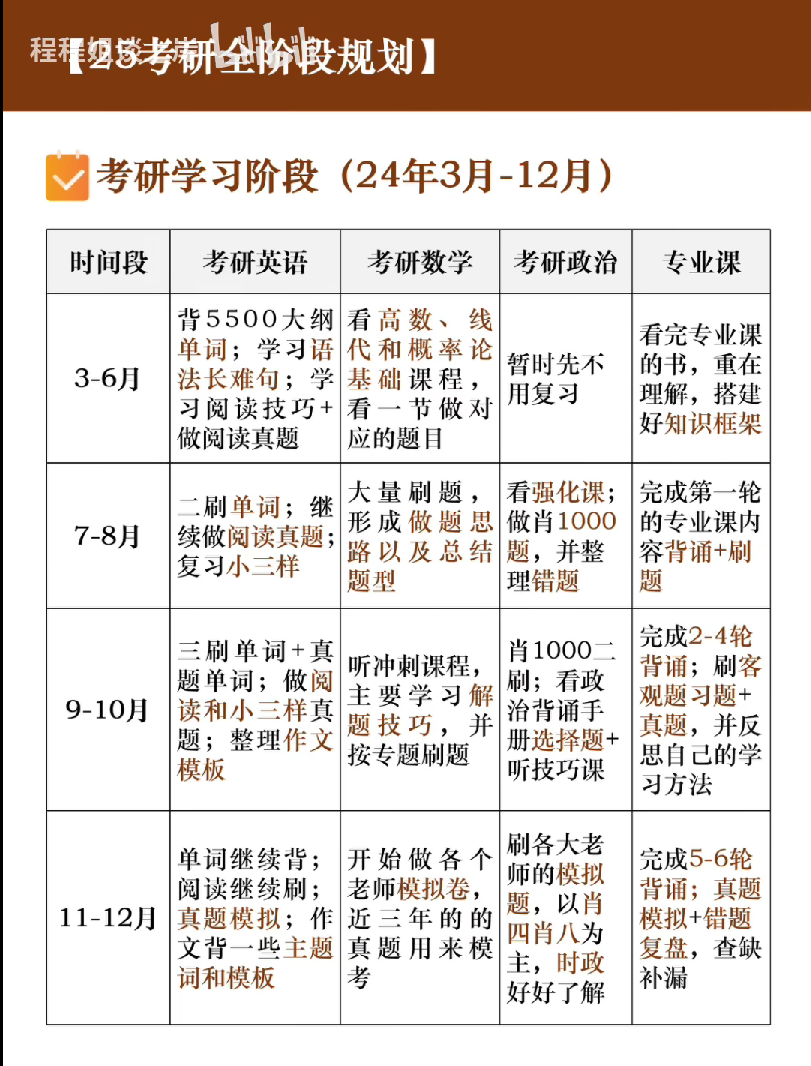 程程姐谈考研
【25考研全阶段规划】
考研学习阶段（24年3月-12月）
时间段
考研英语
考研数学
考研政治
专业课
3-6月
背5500大纲
单词；学习语
法长难句；学
习阅读技巧+
做阅读真题
看高数、线
代和概率论
基础课程，
看一节做对
应的题目
暂时先不
用复习
看完专业课
的书，重在
理解，搭建
好知识框架
7-8月
二刷单词；继
续做阅读真题；
复习小三样
大量刷题，
形成做题思
路以及总结
题型
看强化课；
做肖1000
题，并整
理错题
完成第一轮
的专业课内
容背诵+刷
题
9-10月
三刷单词+真
题单词；做阅
读和小三样真
题；整理作文
模板
听冲刺课程，
主要学习解
题技巧，并
按专题刷题
肖1000二
刷；看政
治背诵手
册选择题+
听技巧课
完成2-4轮
背诵；刷客
观题习题+
真题，并反
思自己的学
习方法
11-12月
单词继续背；
阅读继续刷；
真题模拟；作
文背一些主题
词和模板
开始做各个
老师模拟卷，
近三年的的
真题用来模
考
刷各大老
师的模拟
题，以肖
四肖八为
主，时政
好好了解
完成5-6轮
背诵；真题
模拟+错题
复盘，查缺
补漏